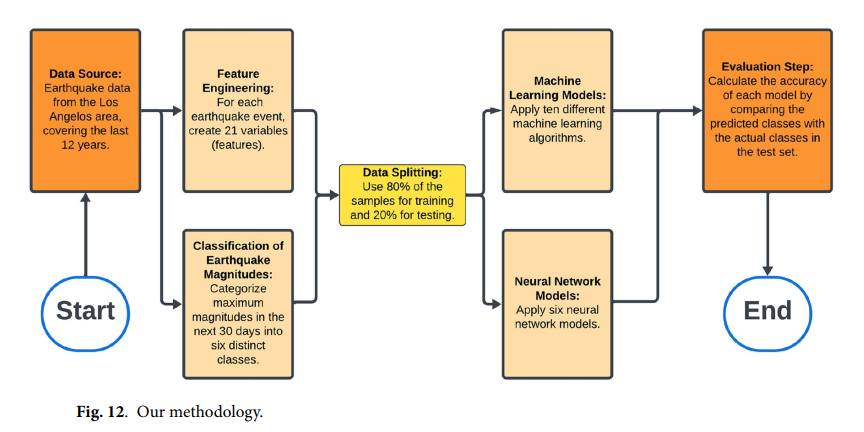 Start
Data Source:
Earthquake data
from the Los
Angelos area,
covering the last
12 years.
Feature
Engineering:
For each
earthquake event,
create 21 variables
(features).
Classification of
Earthquake
Magnitudes:
Categorize
maximum
magnitudes in the
next 30 days into
six distinct
classes.
Data Splitting:
Use 80% of the
samples for training
and 20% for testing.
Machine
Learning Models:
Apply ten different
machine learning
algorithms.
Neural Network
Models:
Apply six neural
network models.
Evaluation Step:
Calculate the accuracy
of each model by
comparing the
predicted classes with
the actual classes in
the test set.
End
Fig. 12. Our methodology.